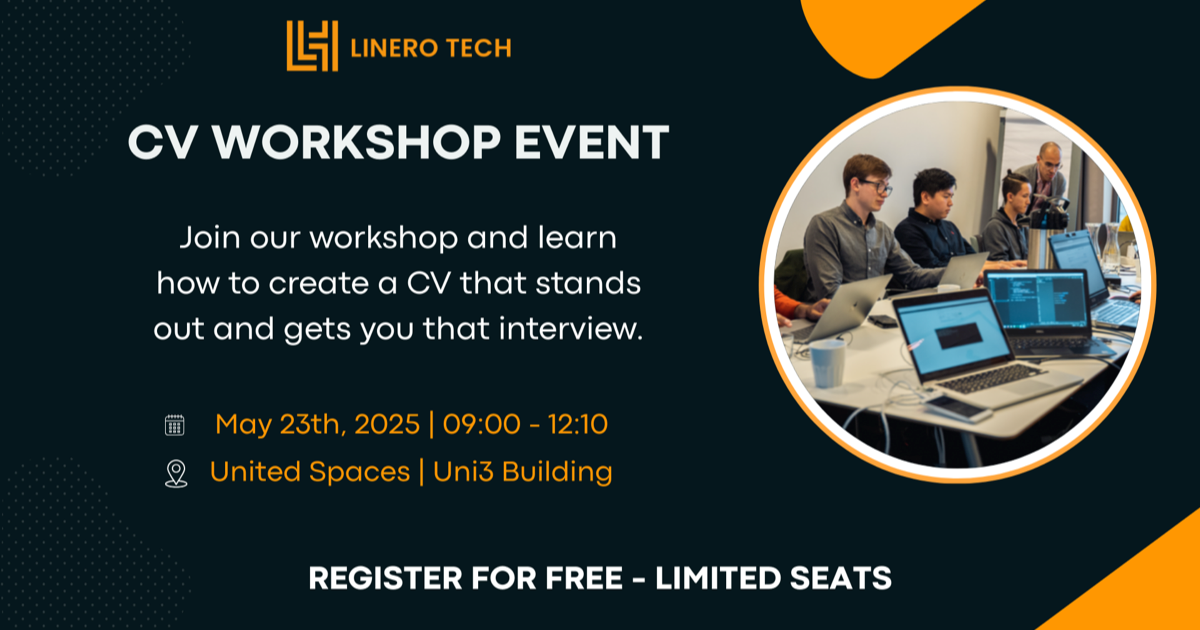 LINERO TECH
CV WORKSHOP EVENT
Join our workshop and learn
how to create a CV that stands
out and gets you that interview.
May 23th, 2025 | 09:00 - 12:10
United Spaces | Uni3 Building
REGISTER FOR FREE - LIMITED SEATS